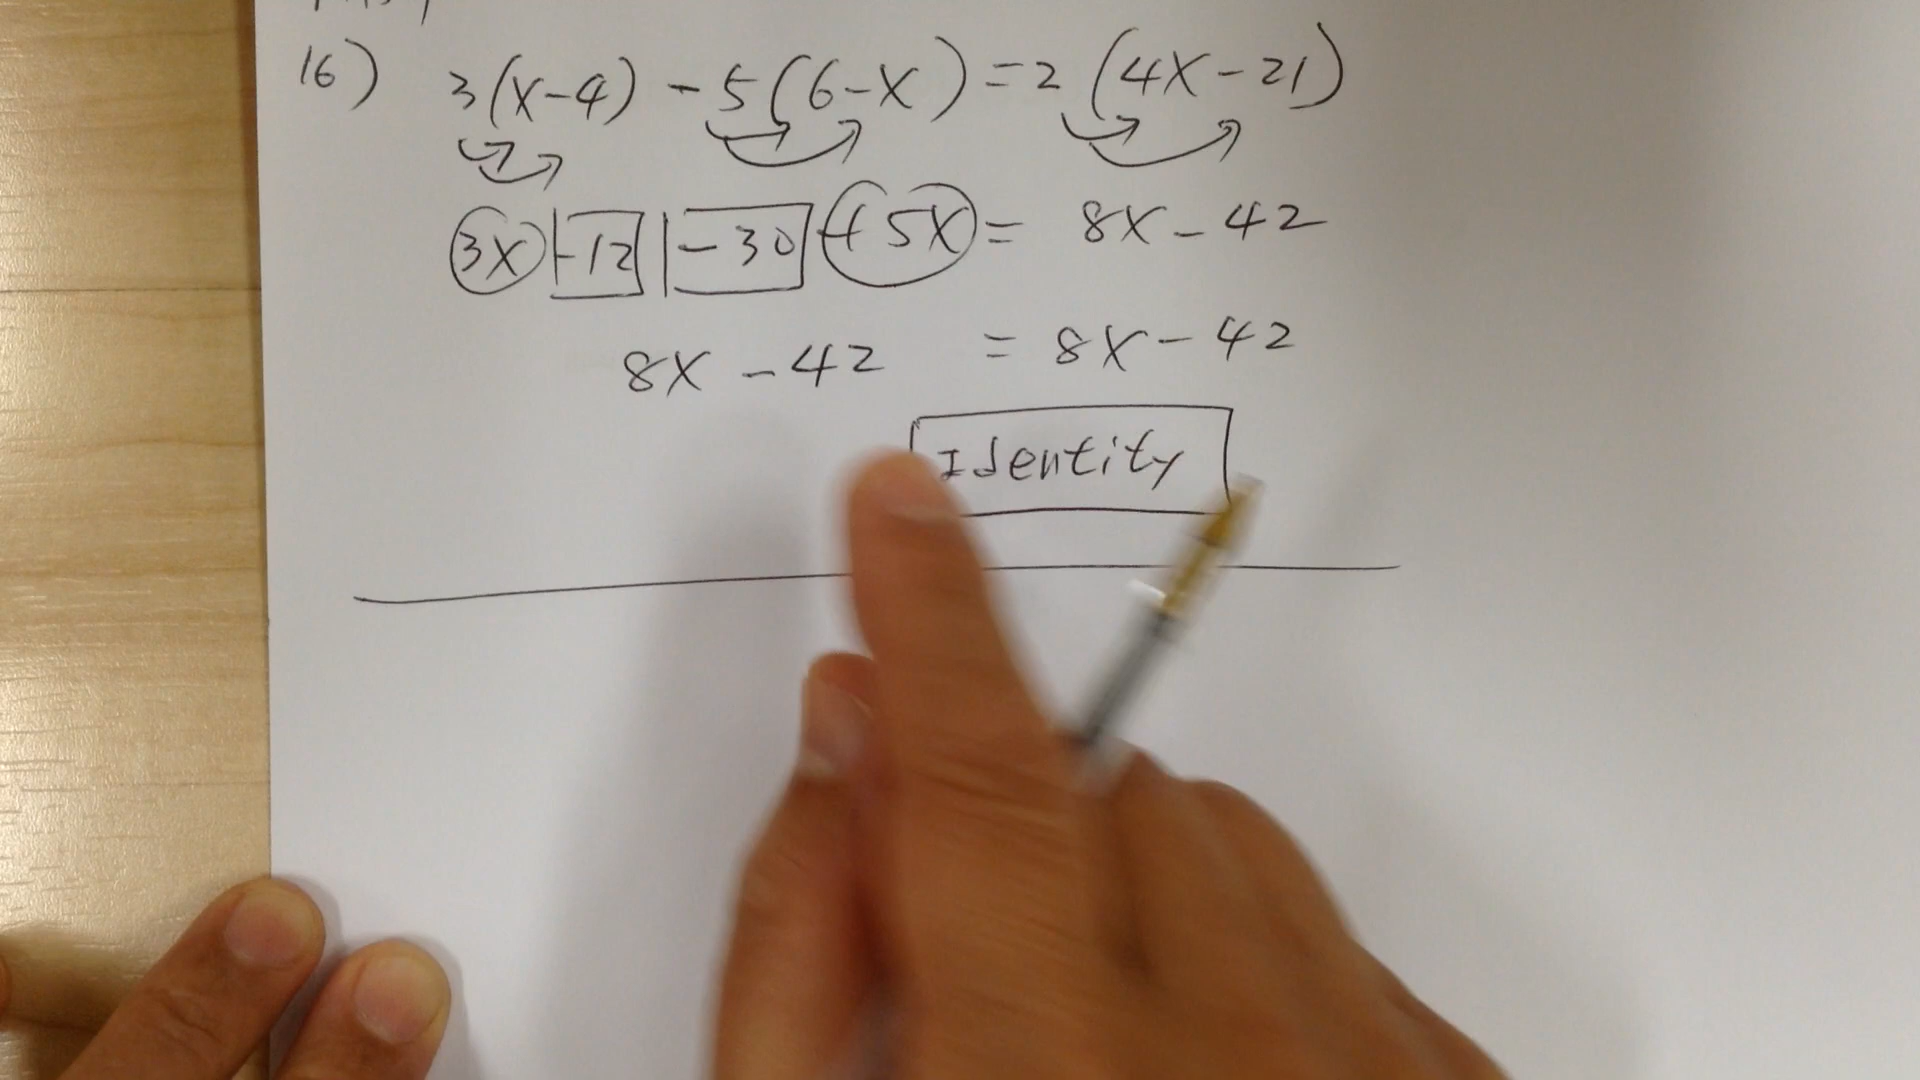 16) 3(x-4) - 5(6-x) = 2(4x-21)
3x -12 | -30 +5x = 8x - 42
8x - 42 = 8x - 42
Identity